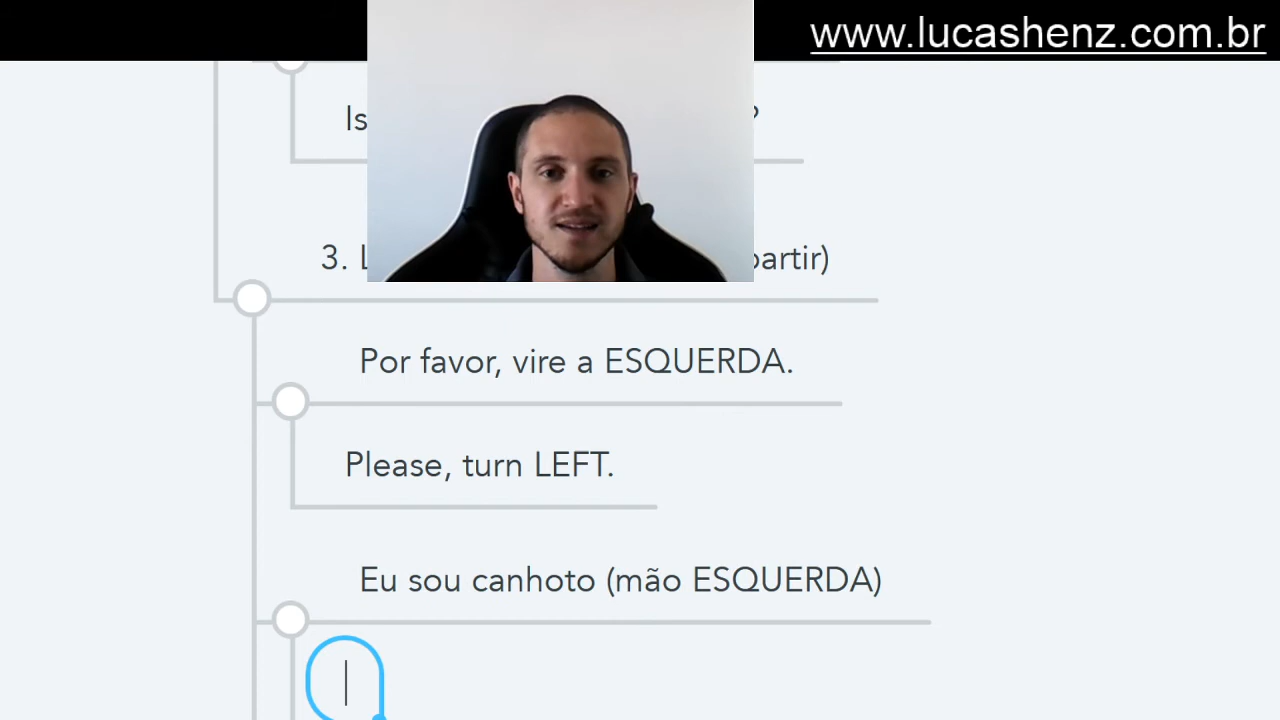 www.lucashenz.com.br
Is ?
3. partir)
Por favor, vire a ESQUERDA.
Please, turn LEFT.
Eu sou canhoto (mão ESQUERDA)